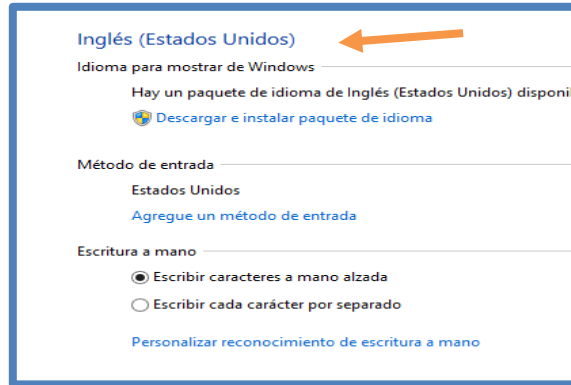 Inglés (Estados Unidos)
Idioma para mostrar de Windows
Hay un paquete de idioma de Inglés (Estados Unidos) disponi
Descargar e instalar paquete de idioma
Método de entrada
Estados Unidos
Agregue un método de entrada
Escritura a mano
Escribir caracteres a mano alzada
Escribir cada carácter por separado
Personalizar reconocimiento de escritura a mano